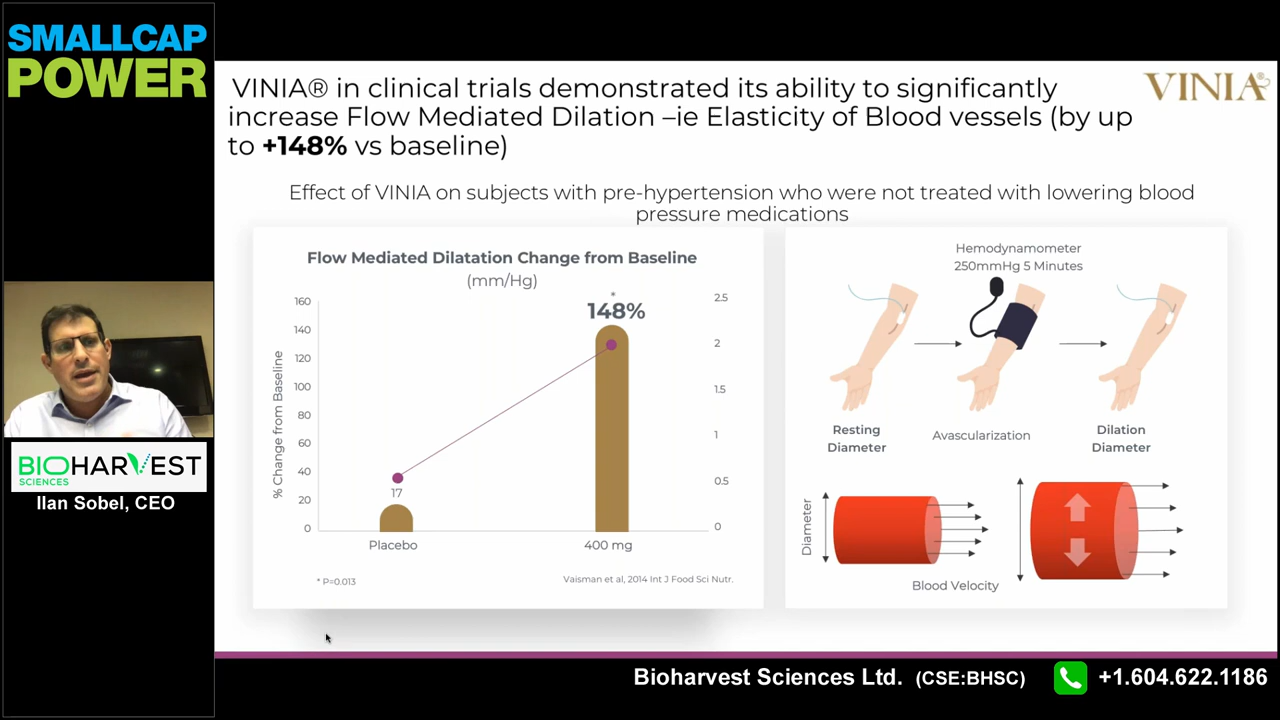 SMALLCAP
POWER
VINIA® in clinical trials demonstrated its ability to significantly
increase Flow Mediated Dilation –ie Elasticity of Blood vessels (by up
to +148% vs baseline)
VINIA®
Effect of VINIA on subjects with pre-hypertension who were not treated with lowering blood
pressure medications
Flow Mediated Dilatation Change from Baseline
(mm/Hg)
% Change from Baseline
160
140
120
100
80
60
40
20
0
*
148%
17
2.5
2
1.5
1
0.5
0
Placebo
400 mg
* P=0.013
Vaisman et al, 2014 Int J Food Sci Nutr.
Hemodynamometer
250mmHg 5 Minutes
Resting
Diameter
Avascularization
Dilation
Diameter
Diameter
Blood Velocity
BIOHARVEST
SCIENCES
Ilan Sobel, CEO
Bioharvest Sciences Ltd. (CSE:BHSC)
+1.604.622.1186